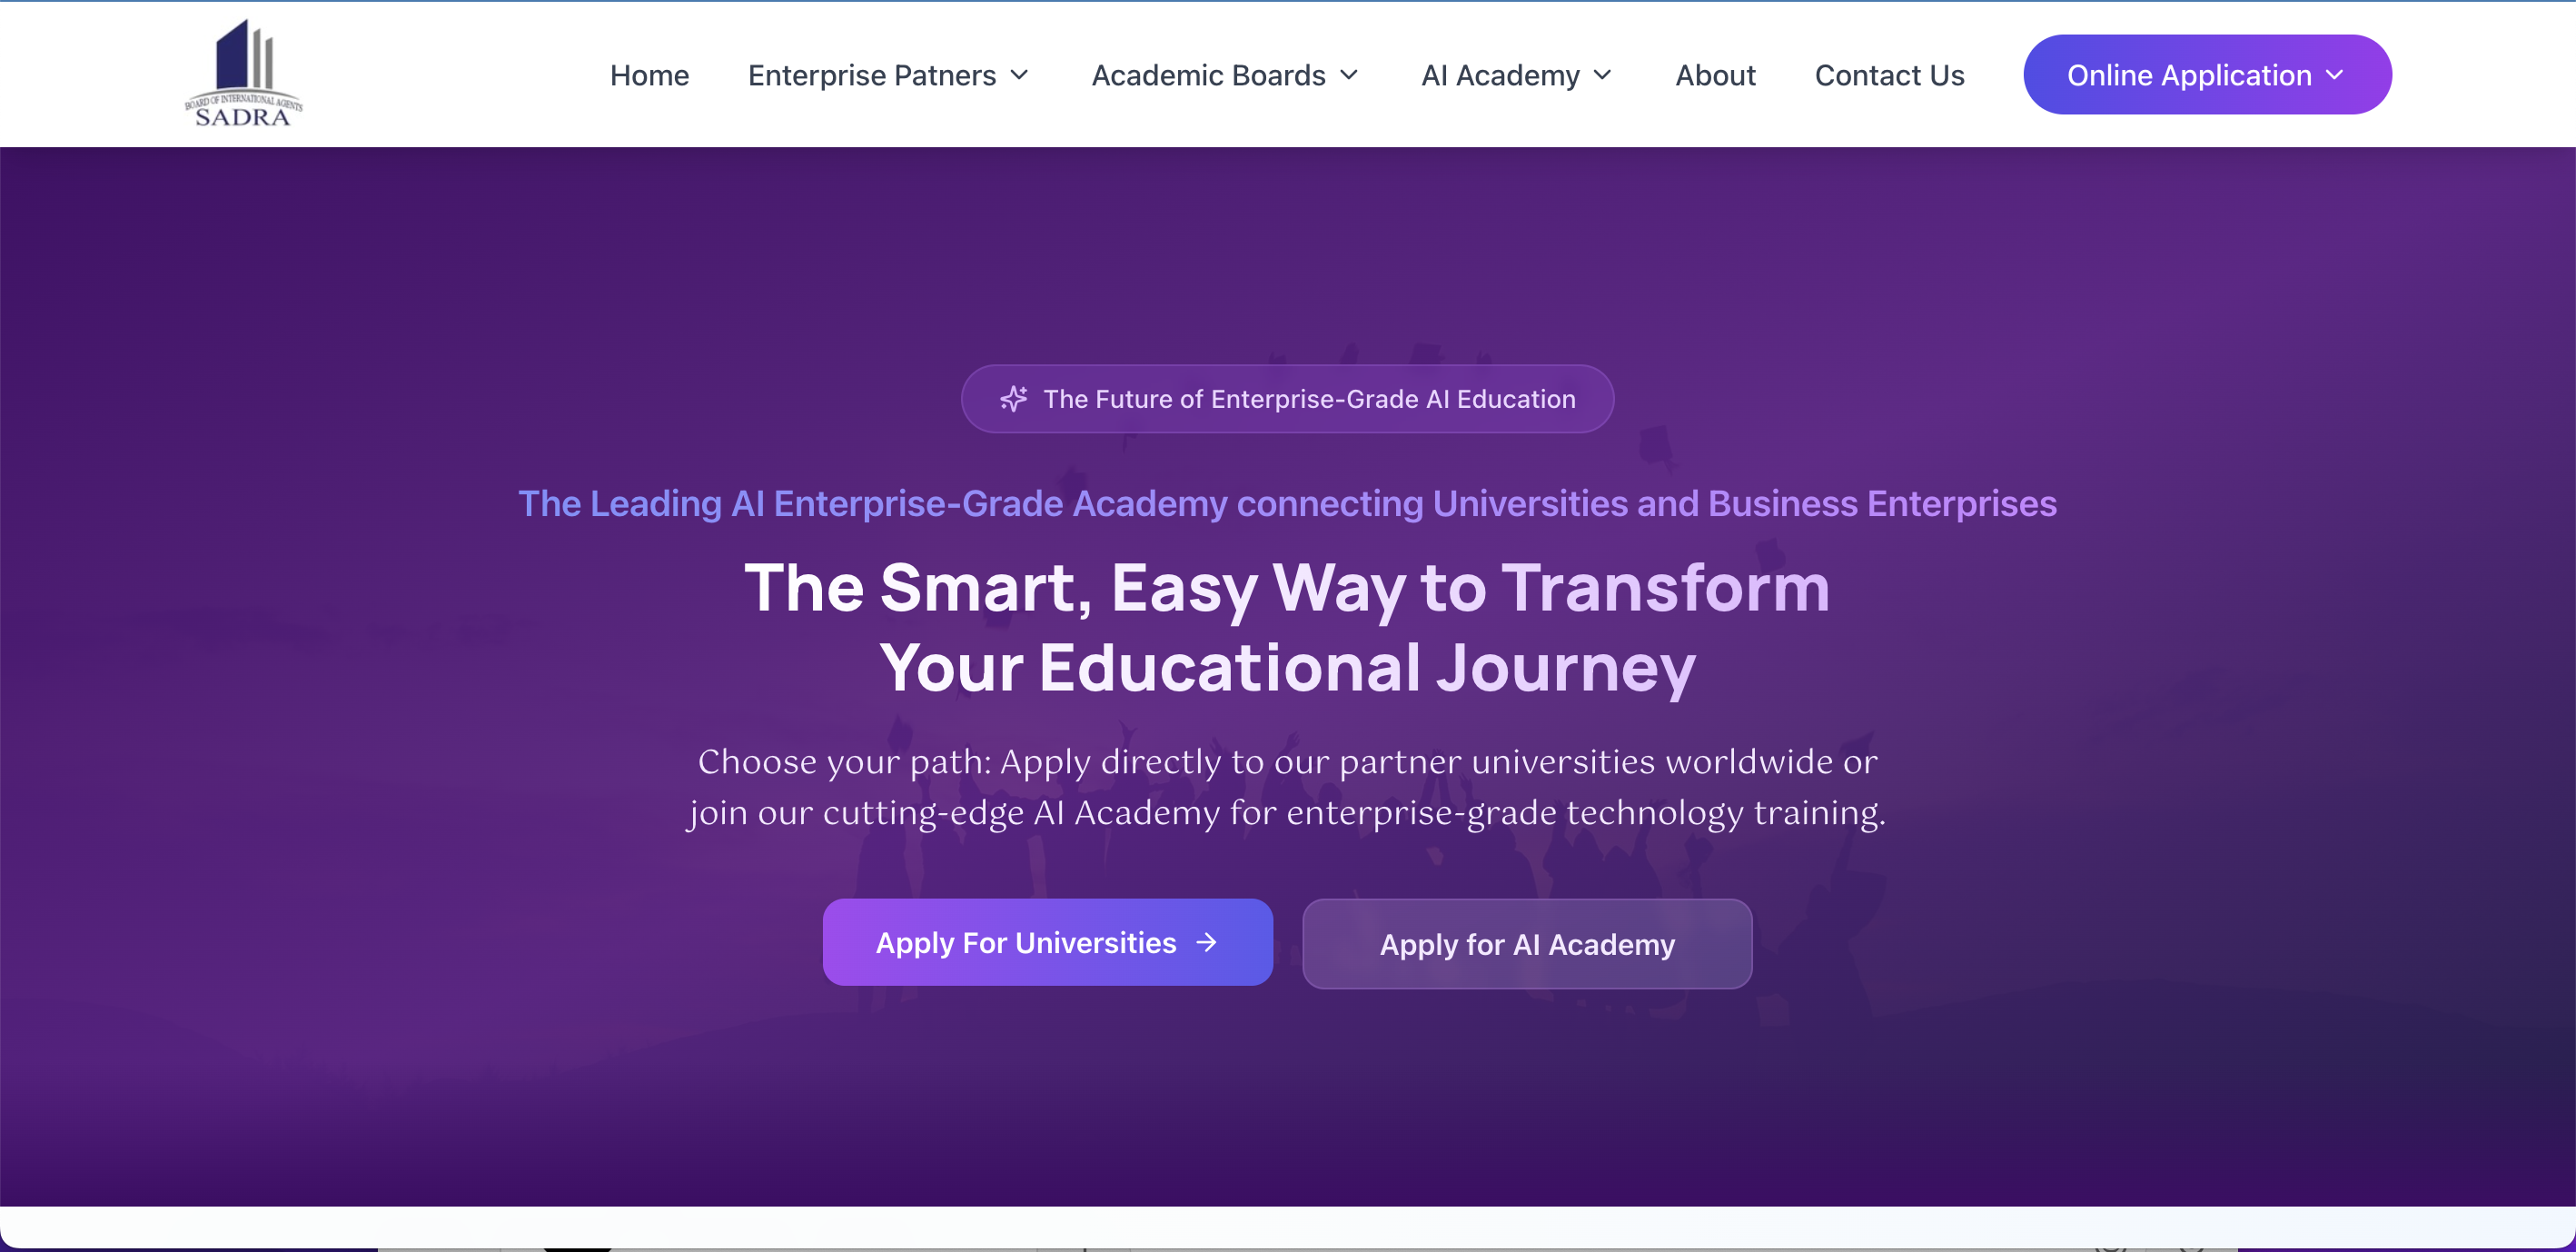 BOARD OF INTERNATIONAL AGENTS
SADRA
Home
Enterprise Patners
Academic Boards
AI Academy
About
Contact Us
Online Application
The Future of Enterprise-Grade AI Education
The Leading AI Enterprise-Grade Academy connecting Universities and Business Enterprises
The Smart, Easy Way to Transform
Your Educational Journey
Choose your path: Apply directly to our partner universities worldwide or
join our cutting-edge AI Academy for enterprise-grade technology training.
Apply For Universities
Apply for AI Academy